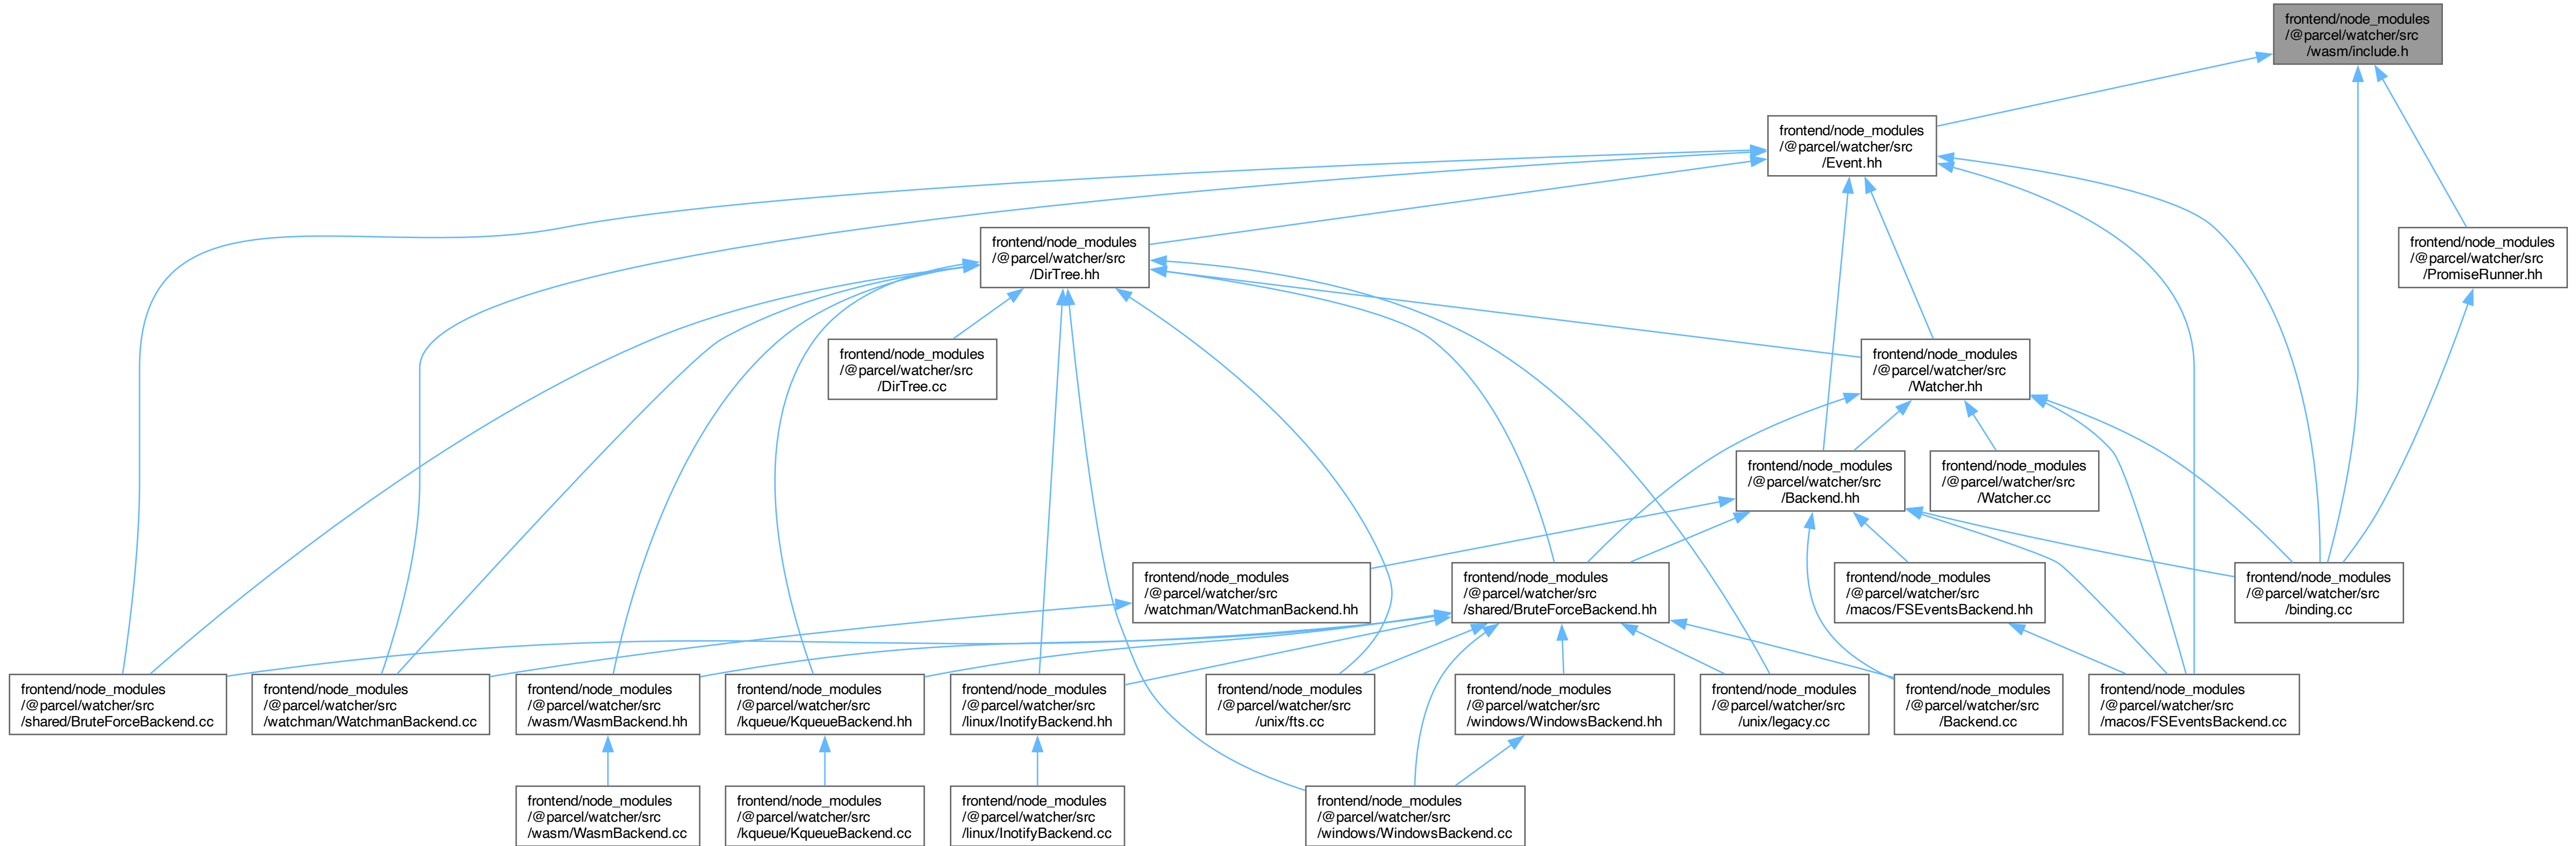 frontend/node_modules
/@parcel/watcher/src
/wasm/include.h
frontend/node_modules
/@parcel/watcher/src
/Event.hh
frontend/node_modules
/@parcel/watcher/src
/DirTree.hh
frontend/node_modules
/@parcel/watcher/src
/PromiseRunner.hh
frontend/node_modules
/@parcel/watcher/src
/DirTree.cc
frontend/node_modules
/@parcel/watcher/src
/Watcher.hh
frontend/node_modules
/@parcel/watcher/src
/Backend.hh
frontend/node_modules
/@parcel/watcher/src
/Watcher.cc
frontend/node_modules
/@parcel/watcher/src
/watchman/WatchmanBackend.hh
frontend/node_modules
/@parcel/watcher/src
/shared/BruteForceBackend.hh
frontend/node_modules
/@parcel/watcher/src
/macos/FSEventsBackend.hh
frontend/node_modules
/@parcel/watcher/src
/binding.cc
frontend/node_modules
/@parcel/watcher/src
/shared/BruteForceBackend.cc
frontend/node_modules
/@parcel/watcher/src
/watchman/WatchmanBackend.cc
frontend/node_modules
/@parcel/watcher/src
/wasm/WasmBackend.hh
frontend/node_modules
/@parcel/watcher/src
/kqueue/KqueueBackend.hh
frontend/node_modules
/@parcel/watcher/src
/linux/InotifyBackend.hh
frontend/node_modules
/@parcel/watcher/src
/unix/fts.cc
frontend/node_modules
/@parcel/watcher/src
/windows/WindowsBackend.hh
frontend/node_modules
/@parcel/watcher/src
/unix/legacy.cc
frontend/node_modules
/@parcel/watcher/src
/Backend.cc
frontend/node_modules
/@parcel/watcher/src
/macos/FSEventsBackend.cc
frontend/node_modules
/@parcel/watcher/src
/wasm/WasmBackend.cc
frontend/node_modules
/@parcel/watcher/src
/kqueue/KqueueBackend.cc
frontend/node_modules
/@parcel/watcher/src
/linux/InotifyBackend.cc
frontend/node_modules
/@parcel/watcher/src
/windows/WindowsBackend.cc